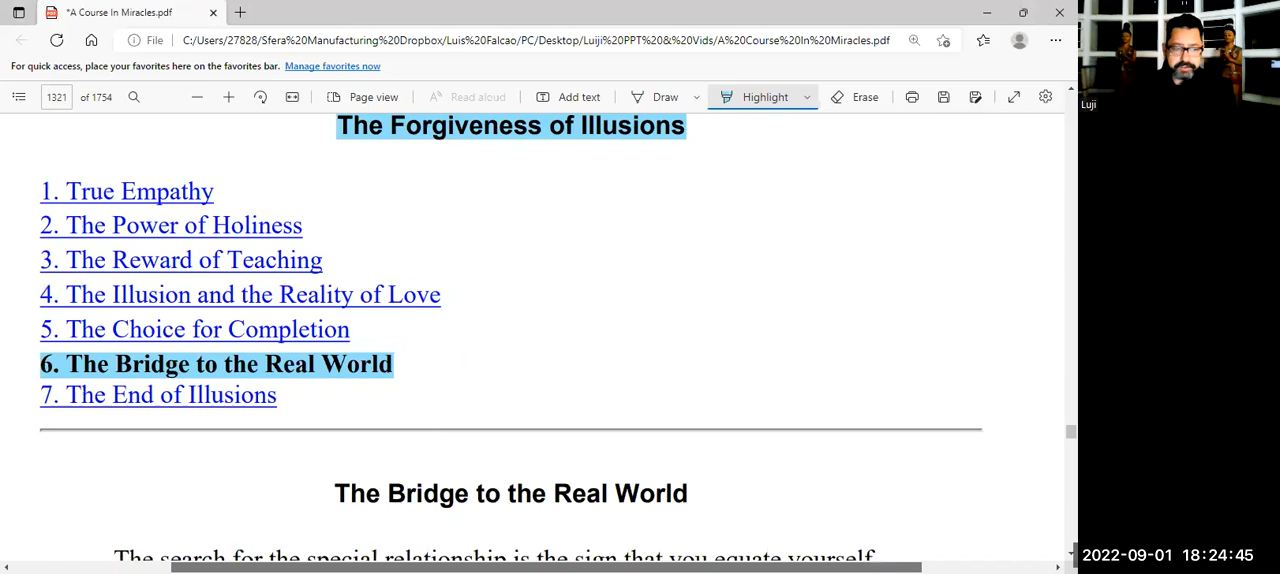 *A Course In Miracles.pdf
File C:/Users/27828/Sfera%20Manufacturing%20Dropbox/Luis%20Falcao/PC/Desktop/Luiji%20PPT%20&%20Vids/A%20Course%20In%20Miracles.pdf
For quick access, place your favorites here on the favorites bar. Manage favorites now
1321 of 1754 Page view Read aloud Add text Draw Highlight Erase
Luji
The Forgiveness of Illusions
1. True Empathy
2. The Power of Holiness
3. The Reward of Teaching
4. The Illusion and the Reality of Love
5. The Choice for Completion
6. The Bridge to the Real World
7. The End of Illusions
The Bridge to the Real World
The search for the special relationship is the sign that you equate yourself
2022-09-01 18:24:45